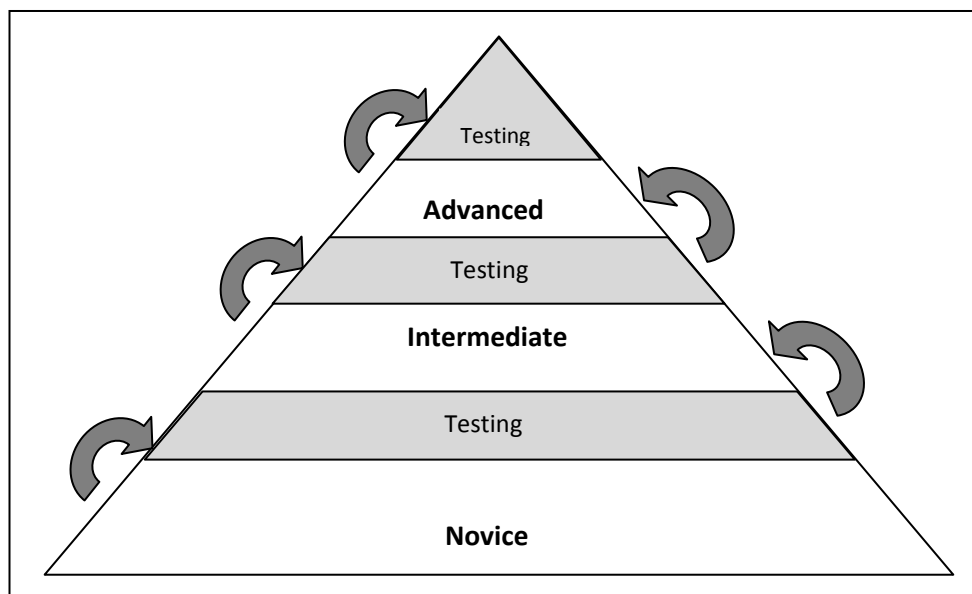 Testing
Advanced
Testing
Intermediate
Testing
Novice